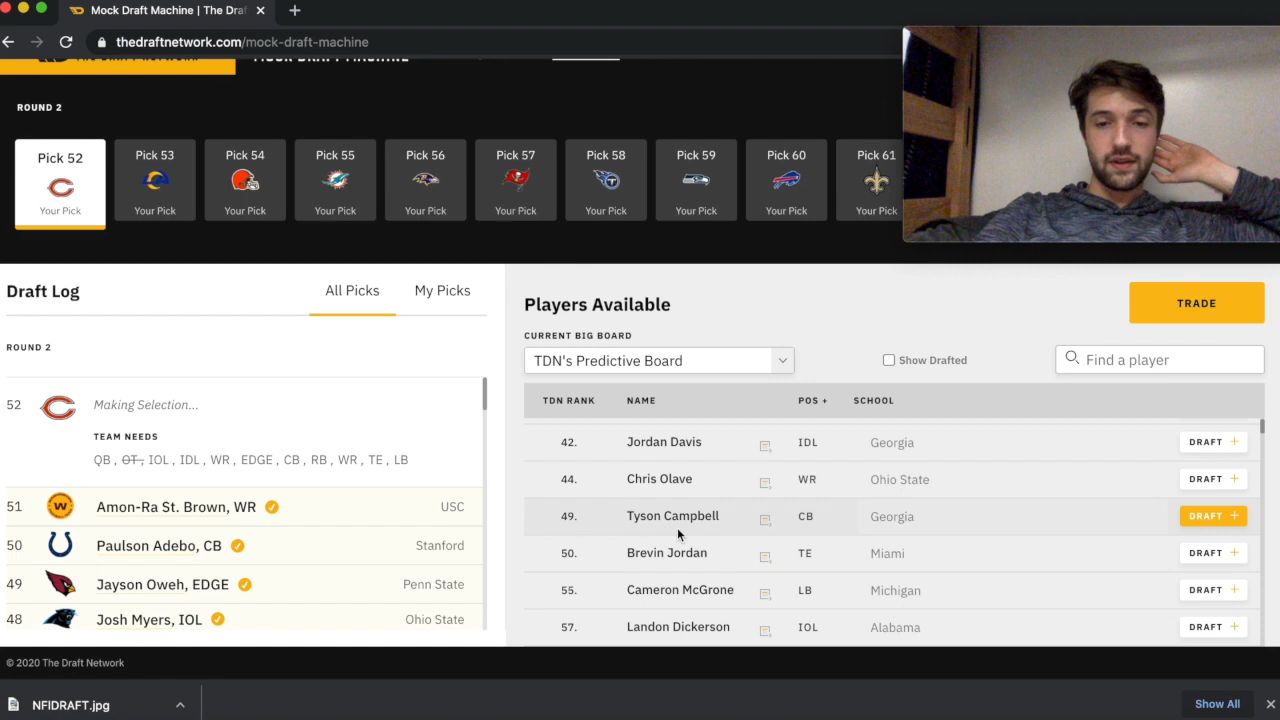 Mock Draft Machine | The Dra
thedraftnetwork.com/mock-draft-machine
ROUND 2
Pick 52
Your Pick
Pick 53
Your Pick
Pick 54
Your Pick
Pick 55
Your Pick
Pick 56
Your Pick
Pick 57
Your Pick
Pick 58
Your Pick
Pick 59
Your Pick
Pick 60
Your Pick
Pick 61
Your Pick
Draft Log
All Picks
My Picks
ROUND 2
52
Making Selection...
TEAM NEEDS
QB , OT , IOL , IDL , WR , EDGE , CB , RB , WR , TE , LB
51 Amon-Ra St. Brown, WR USC
50 Paulson Adebo, CB Stanford
49 Jayson Oweh, EDGE Penn State
48 Josh Myers, IOL Ohio State
Players Available
TRADE
CURRENT BIG BOARD
TDN's Predictive Board
Show Drafted
Find a player
TDN RANK NAME POS + SCHOOL
42. Jordan Davis IDL Georgia DRAFT +
44. Chris Olave WR Ohio State DRAFT +
49. Tyson Campbell CB Georgia DRAFT +
50. Brevin Jordan TE Miami DRAFT +
55. Cameron McGrone LB Michigan DRAFT +
57. Landon Dickerson IOL Alabama DRAFT +
© 2020 The Draft Network
NFIDRAFT.jpg
Show All